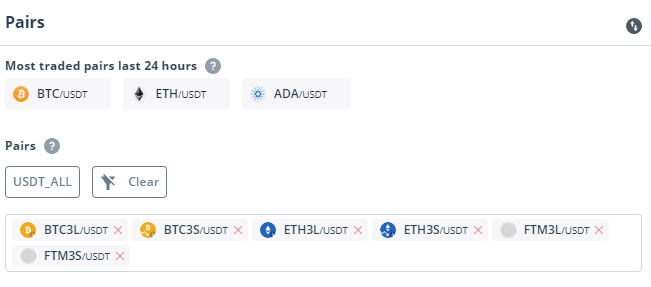 Pairs
Most traded pairs last 24 hours ?
BTC/USDT ETH/USDT ADA/USDT
Pairs ?
USDT_ALL Clear
BTC3L/USDT × BTC3S/USDT × ETH3L/USDT × ETH3S/USDT × FTM3L/USDT ×
FTM3S/USDT ×